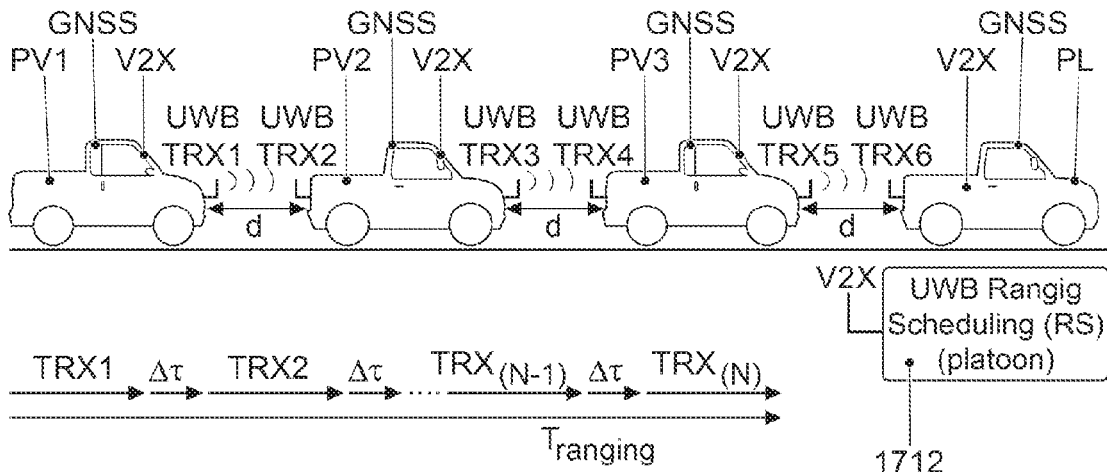 GNSS GNSS GNSS GNSS
PV1 V2X PV2 V2X PV3 V2X V2X PL
UWB UWB UWB UWB UWB UWB
TRX1 TRX2 TRX3 TRX4 TRX5 TRX6
d d d
V2X
UWB Rangig
Scheduling (RS)
(platoon)
TRX1 Δτ TRX2 Δτ .... TRX(N-1) Δτ TRX(N)
Tranging
1712